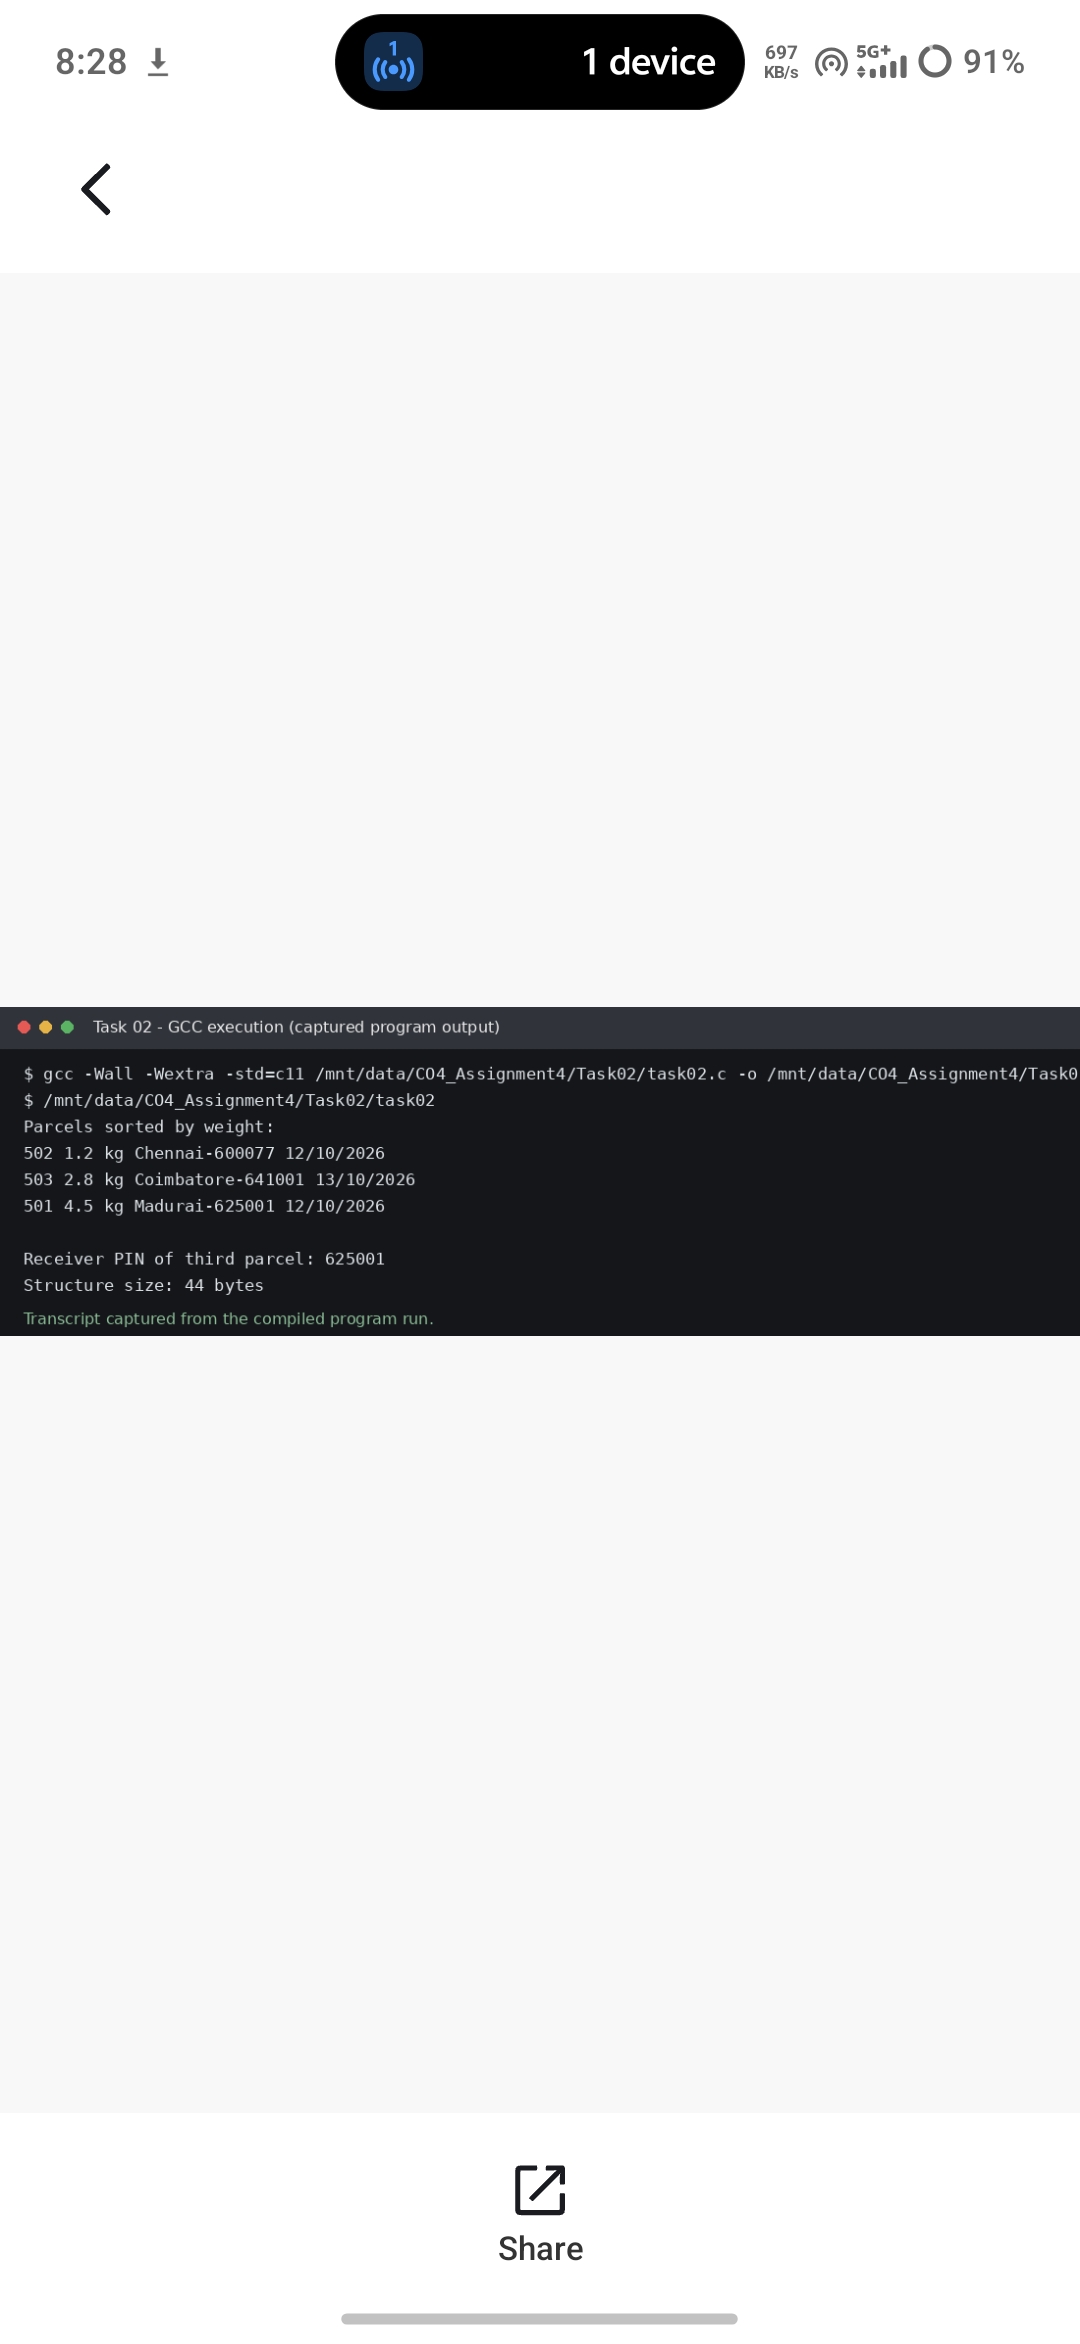 8:28
1
1 device
697
KB/s
5G+
91%
Task 02 - GCC execution (captured program output)
$ gcc -Wall -Wextra -std=c11 /mnt/data/CO4_Assignment4/Task02/task02.c -o /mnt/data/CO4_Assignment4/Task0
$ /mnt/data/CO4_Assignment4/Task02/task02
Parcels sorted by weight:
502 1.2 kg Chennai-600077 12/10/2026
503 2.8 kg Coimbatore-641001 13/10/2026
501 4.5 kg Madurai-625001 12/10/2026
Receiver PIN of third parcel: 625001
Structure size: 44 bytes
Transcript captured from the compiled program run.
Share